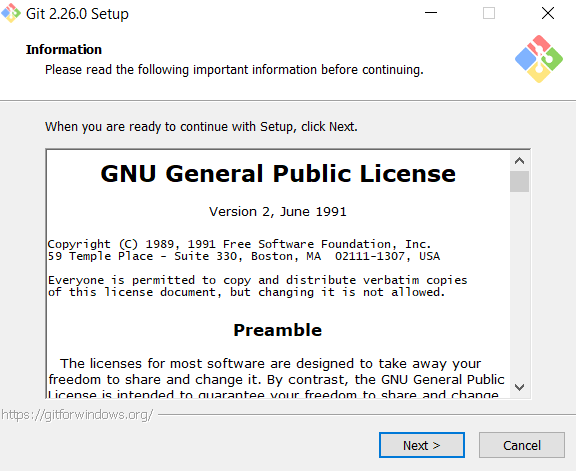 Git 2.26.0 Setup
Information
Please read the following important information before continuing.
When you are ready to continue with Setup, click Next.
GNU General Public License
Version 2, June 1991
Copyright (C) 1989, 1991 Free Software Foundation, Inc.
59 Temple Place - Suite 330, Boston, MA  02111-1307, USA
Everyone is permitted to copy and distribute verbatim copies
of this license document, but changing it is not allowed.
Preamble
The licenses for most software are designed to take away your
freedom to share and change it. By contrast, the GNU General Public
License is intended to guarantee your freedom to share and change
https://gitforwindows.org/
Next >
Cancel